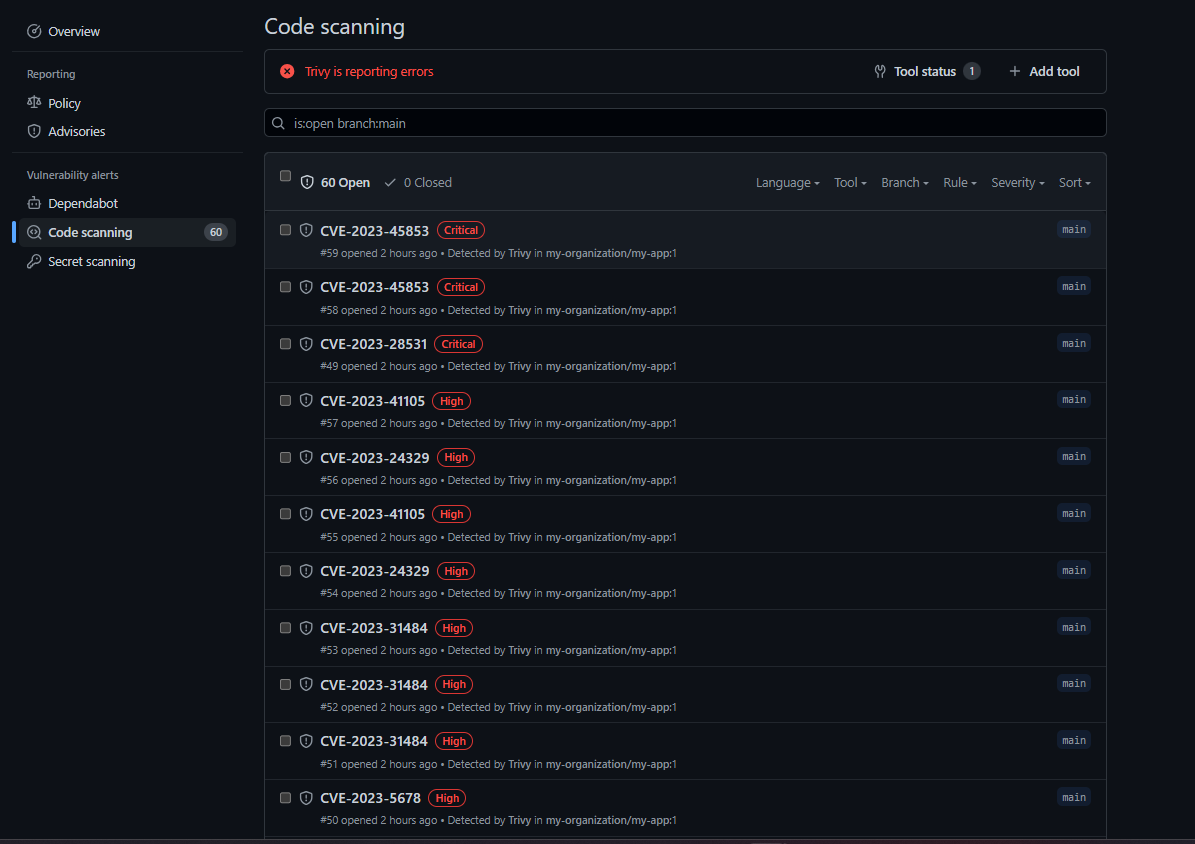 Overview
Reporting
Policy
Advisories
Vulnerability alerts
Dependabot
Code scanning 60
Secret scanning
Code scanning
Trivy is reporting errors Tool status 1 Add tool
is:open branch:main
60 Open 0 Closed Language Tool Branch Rule Severity Sort
CVE-2023-45853 Critical main
#59 opened 2 hours ago • Detected by Trivy in my-organization/my-app:1
CVE-2023-45853 Critical main
#58 opened 2 hours ago • Detected by Trivy in my-organization/my-app:1
CVE-2023-28531 Critical main
#49 opened 2 hours ago • Detected by Trivy in my-organization/my-app:1
CVE-2023-41105 High main
#57 opened 2 hours ago • Detected by Trivy in my-organization/my-app:1
CVE-2023-24329 High main
#56 opened 2 hours ago • Detected by Trivy in my-organization/my-app:1
CVE-2023-41105 High main
#55 opened 2 hours ago • Detected by Trivy in my-organization/my-app:1
CVE-2023-24329 High main
#54 opened 2 hours ago • Detected by Trivy in my-organization/my-app:1
CVE-2023-31484 High main
#53 opened 2 hours ago • Detected by Trivy in my-organization/my-app:1
CVE-2023-31484 High main
#52 opened 2 hours ago • Detected by Trivy in my-organization/my-app:1
CVE-2023-31484 High main
#51 opened 2 hours ago • Detected by Trivy in my-organization/my-app:1
CVE-2023-5678 High main
#50 opened 2 hours ago • Detected by Trivy in my-organization/my-app:1